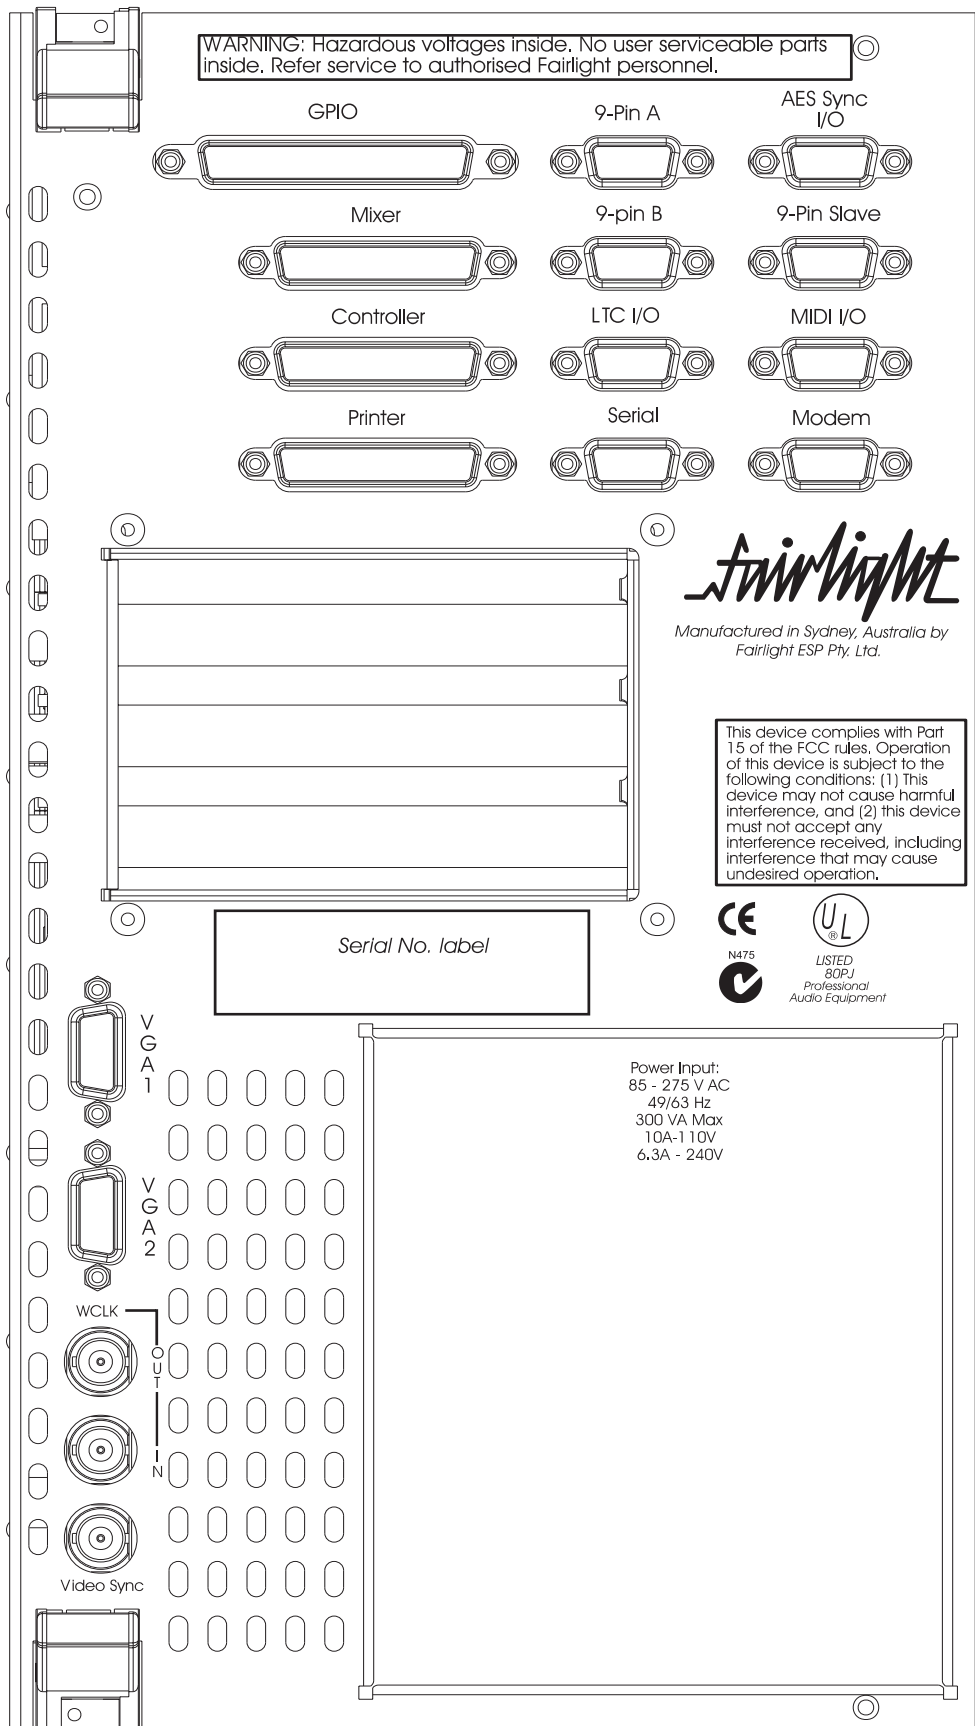 WARNING: Hazardous voltages inside. No user serviceable parts
inside. Refer service to authorised Fairlight personnel.
GPIO
9-Pin A
AES Sync
I/O
Mixer
9-pin B
9-Pin Slave
Controller
LTC I/O
MIDI I/O
Printer
Serial
Modem
fairlight
Manufactured in Sydney, Australia by
Fairlight ESP Pty. Ltd.
This device complies with Part
15 of the FCC rules. Operation
of this device is subject to the
following conditions: (1) This
device may not cause harmful
interference, and (2) this device
must not accept any
interference received, including
interference that may cause
undesired operation.
CE
UL
®
N475
LISTED
80PJ
Professional
Audio Equipment
Serial No. label
VGA1
VGA2
Power Input:
85 - 275 V AC
49/63 Hz
300 VA Max
10A-110V
6.3A - 240V
WCLK
OUT
IN
Video Sync